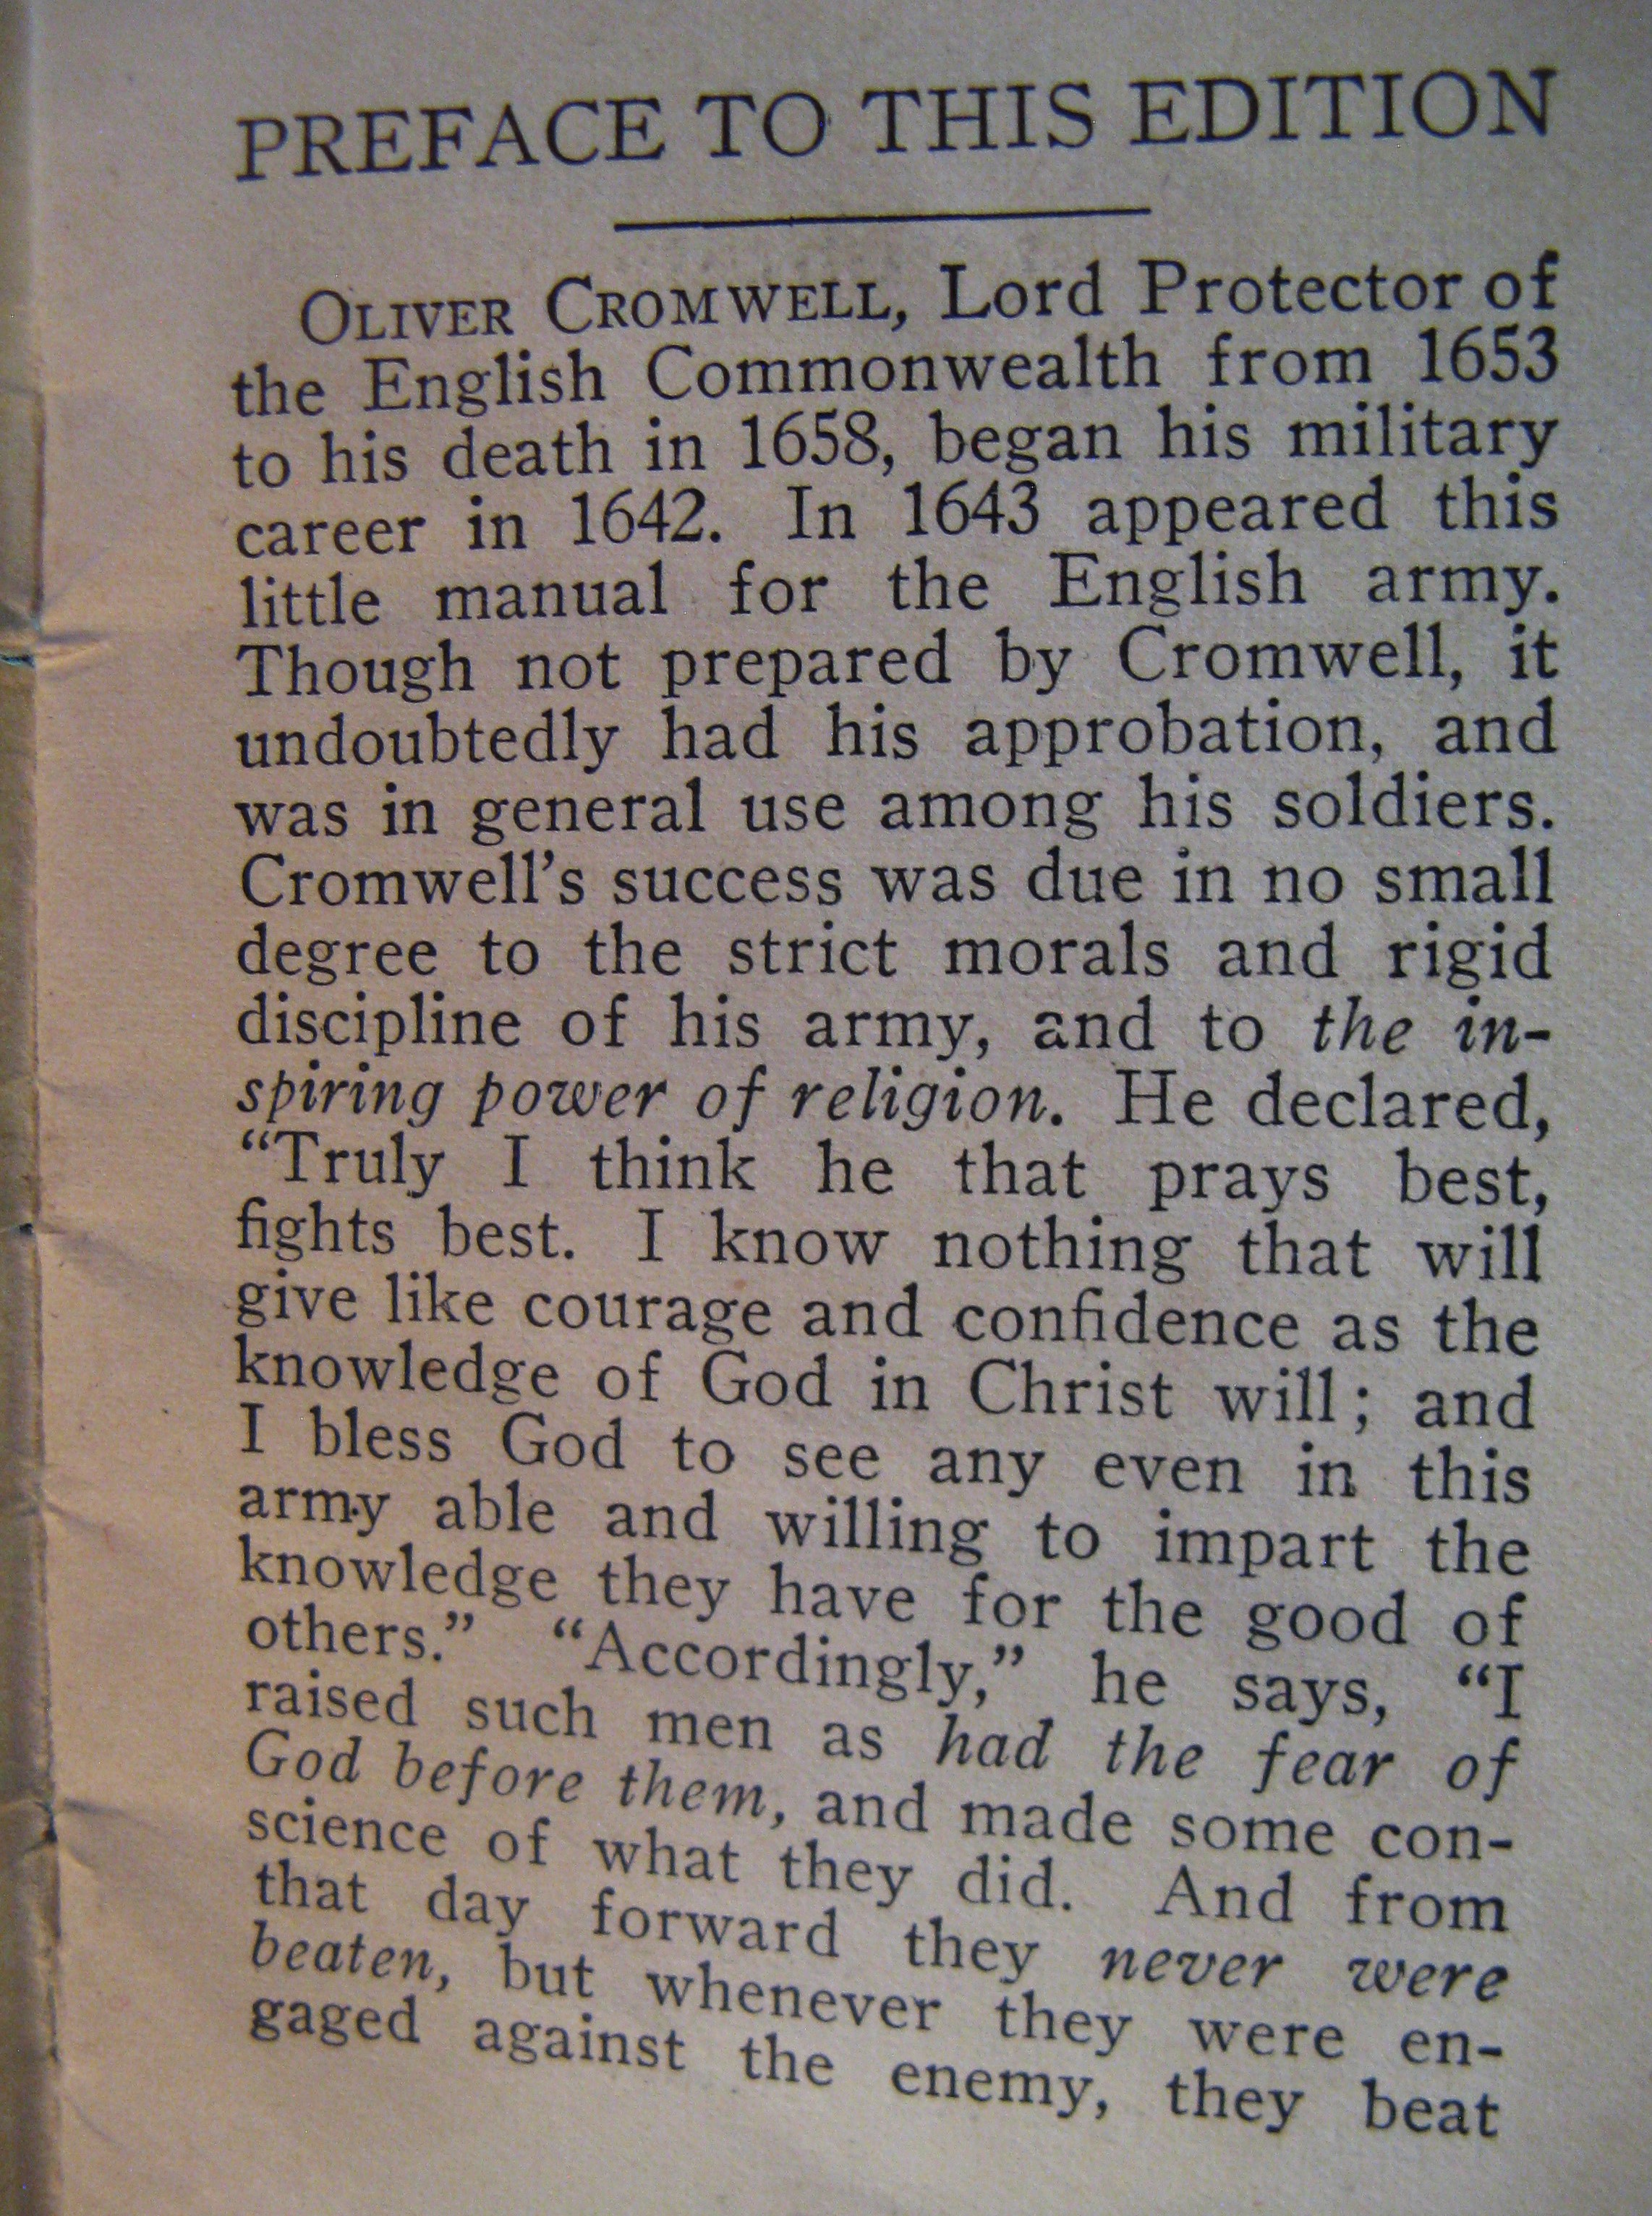 PREFACE TO THIS EDITION
OLIVER CROMWELL, Lord Protector of
the English Commonwealth from 1653
to his death in 1658, began his military
career in 1642. In 1643 appeared this
little manual for the English army.
Though not prepared by Cromwell, it
undoubtedly had his approbation, and
was in general use among his soldiers.
Cromwell's success was due in no small
degree to the strict morals and rigid
discipline of his army, and to the in-
spiring power of religion. He declared,
“Truly I think he that prays best,
fights best. I know nothing that will
give like courage and confidence as the
knowledge of God in Christ will; and
I bless God to see any even in this
army able and willing to impart the
knowledge they have for the good of
others.” “Accordingly,” he says, “I
raised such men as had the fear of
God before them, and made some con-
science of what they did. And from
that day forward they never were
beaten, but whenever they were en-
gaged against the enemy, they beat